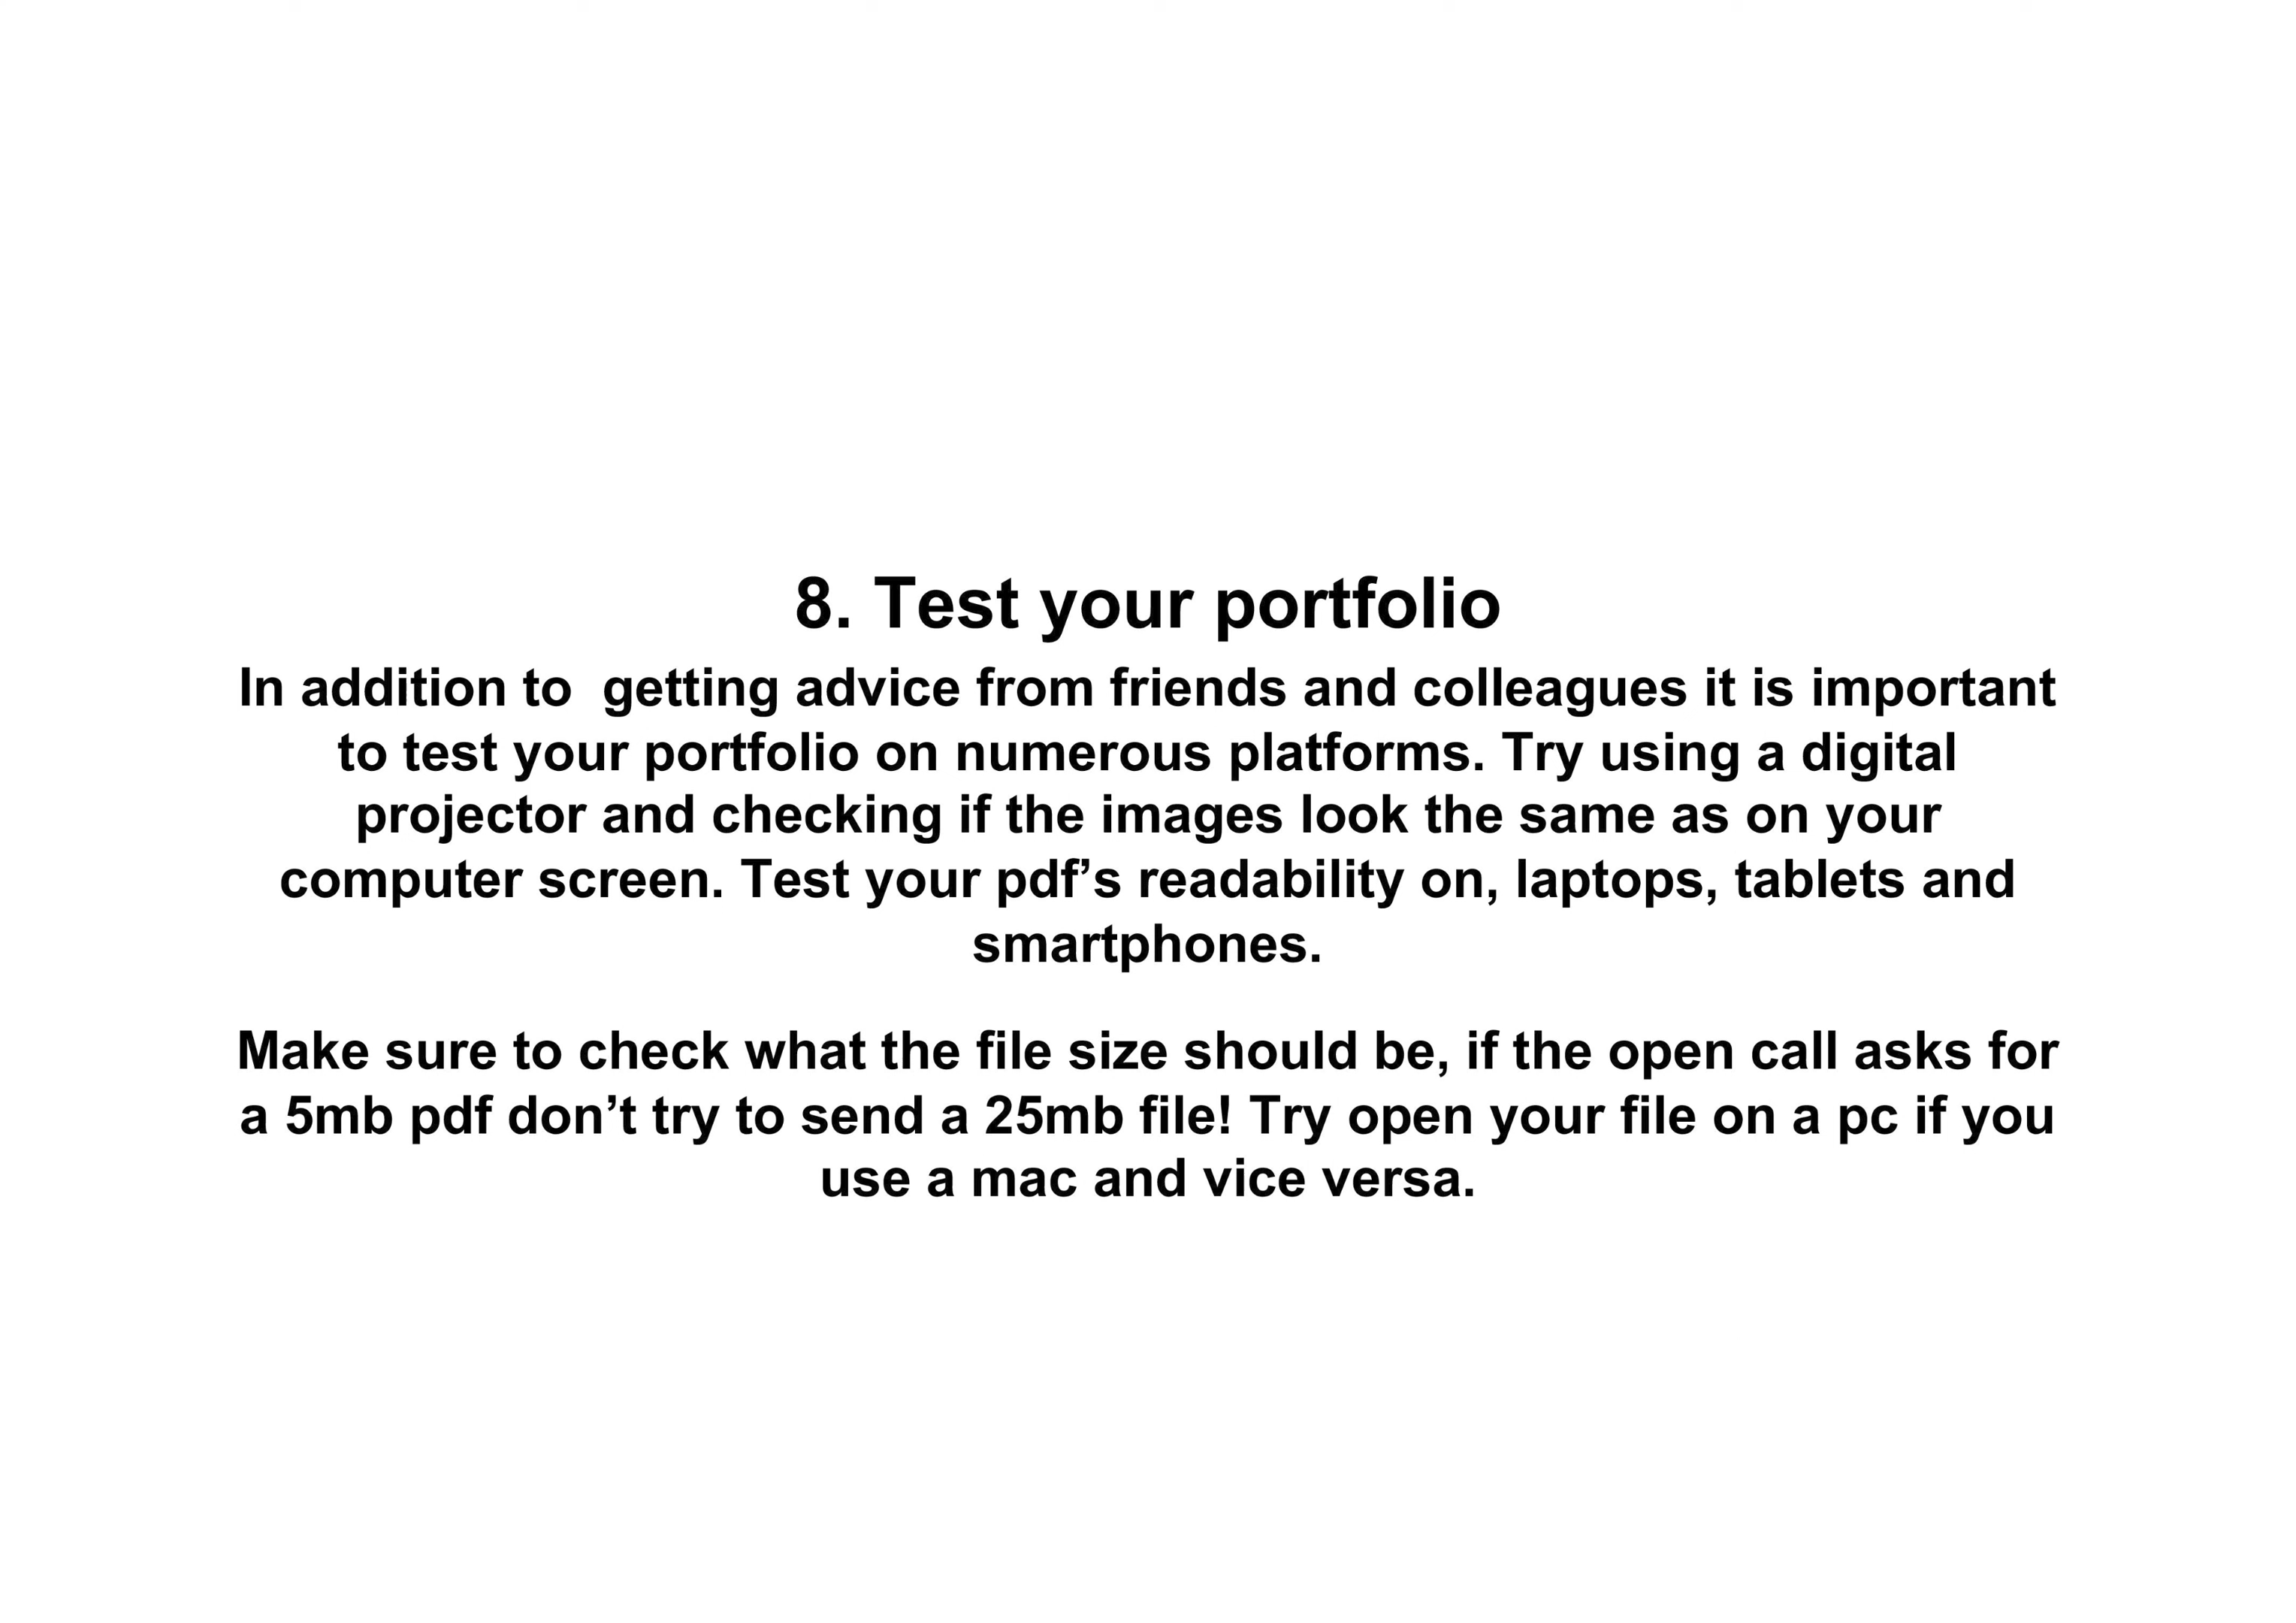 8. Test your portfolio
In addition to  getting advice from friends and colleagues it is important
to test your portfolio on numerous platforms. Try using a digital
projector and checking if the images look the same as on your
computer screen. Test your pdf’s readability on, laptops, tablets and
smartphones.
Make sure to check what the file size should be, if the open call asks for
a 5mb pdf don’t try to send a 25mb file! Try open your file on a pc if you
use a mac and vice versa.